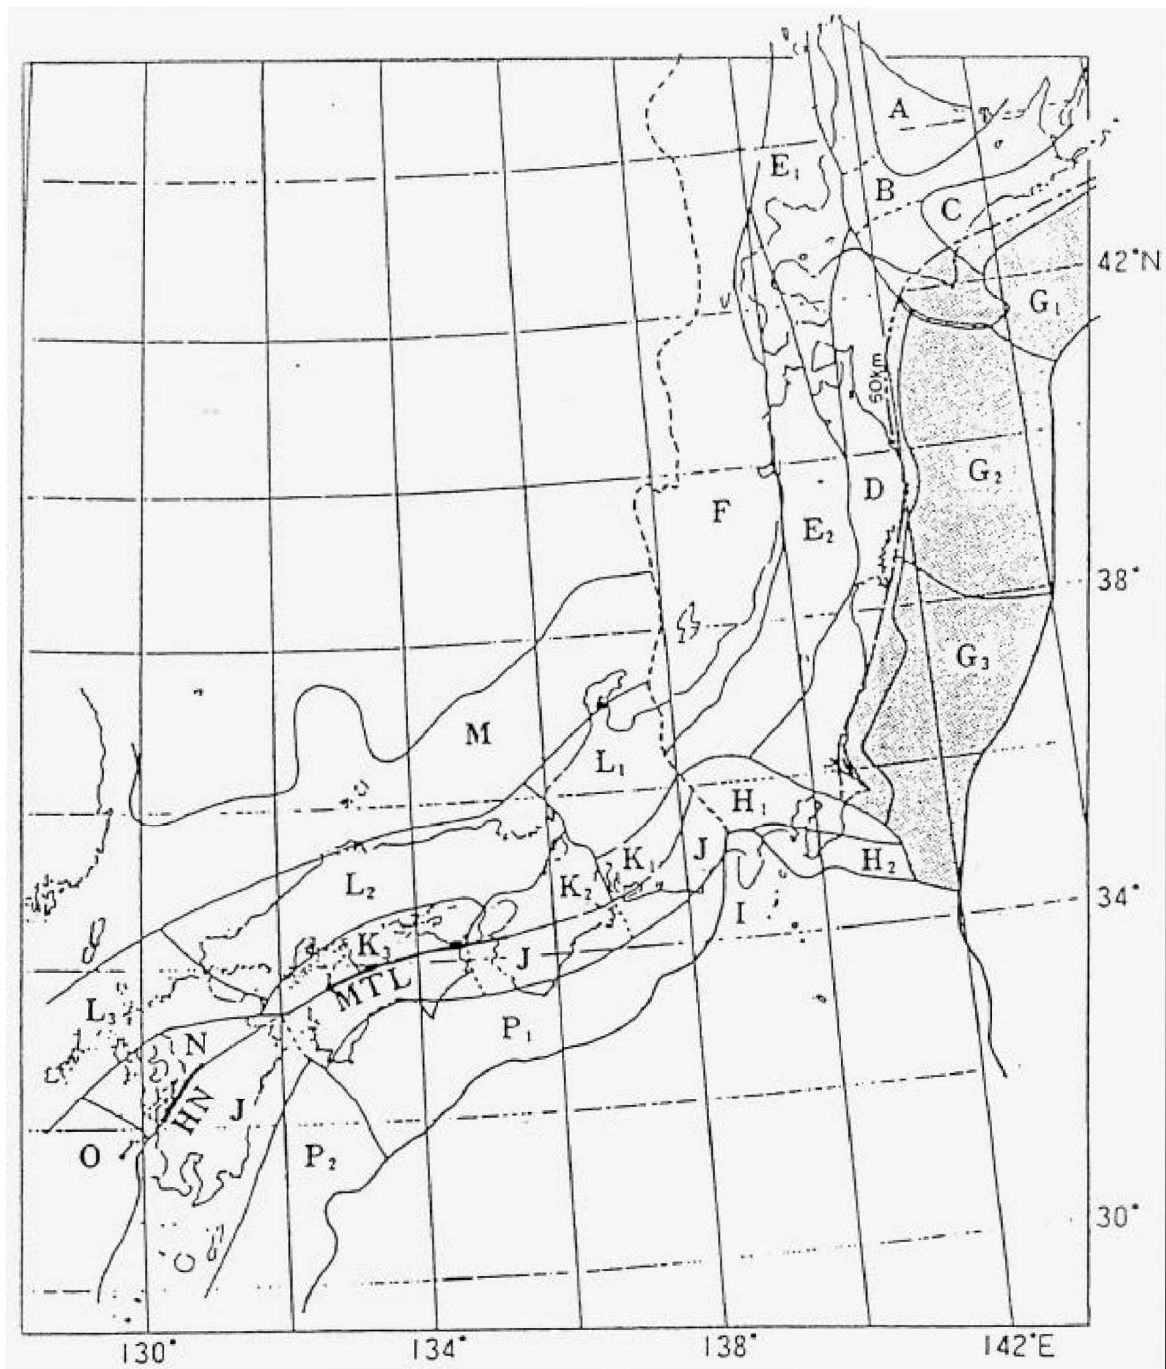 A
E₁
B
C
42°N
G₁
60km
G₂
D
F
E₂
38°
G₃
M
L₁
H₁
K₁
J
H₂
L₂
K₂
I
34°
K₃
J
MTL
L₃
P₁
N
HN
J
O
P₂
30°
130°
134°
138°
142°E